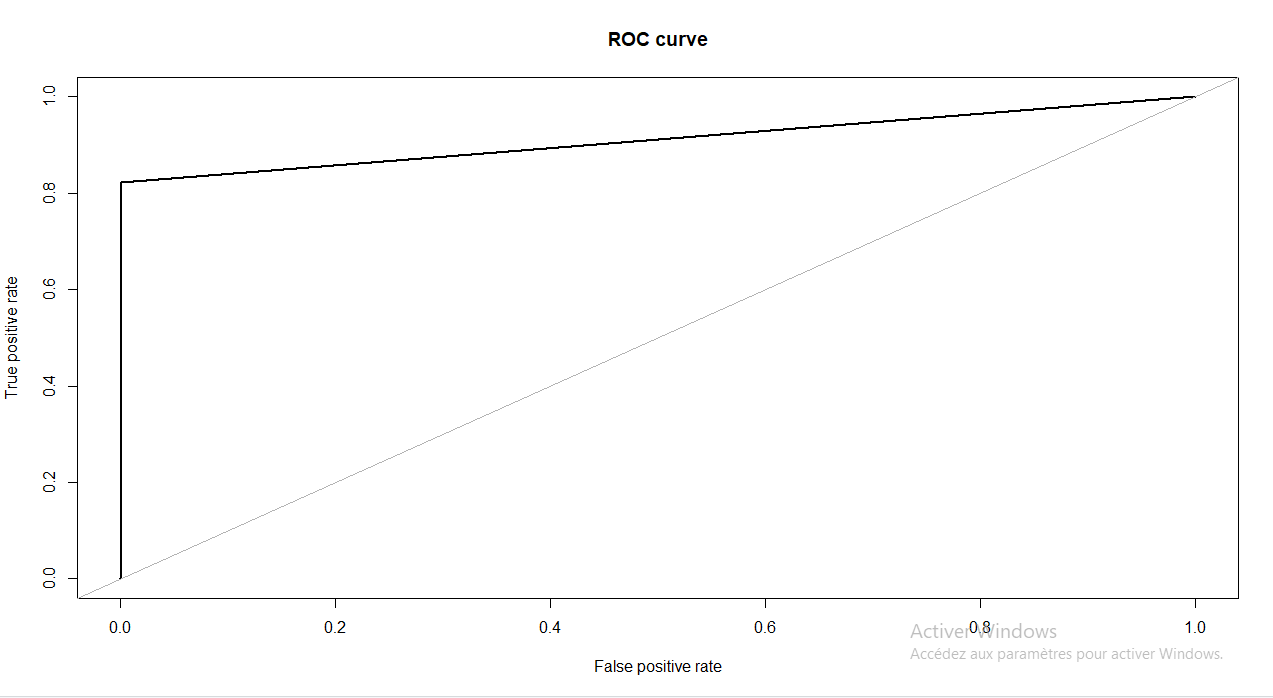 ROC curve
True positive rate
1.0
0.8
0.6
0.4
0.2
0.0
0.0 0.2 0.4 0.6 0.8 1.0
False positive rate
Activer Windows
Accédez aux paramètres pour activer Windows.